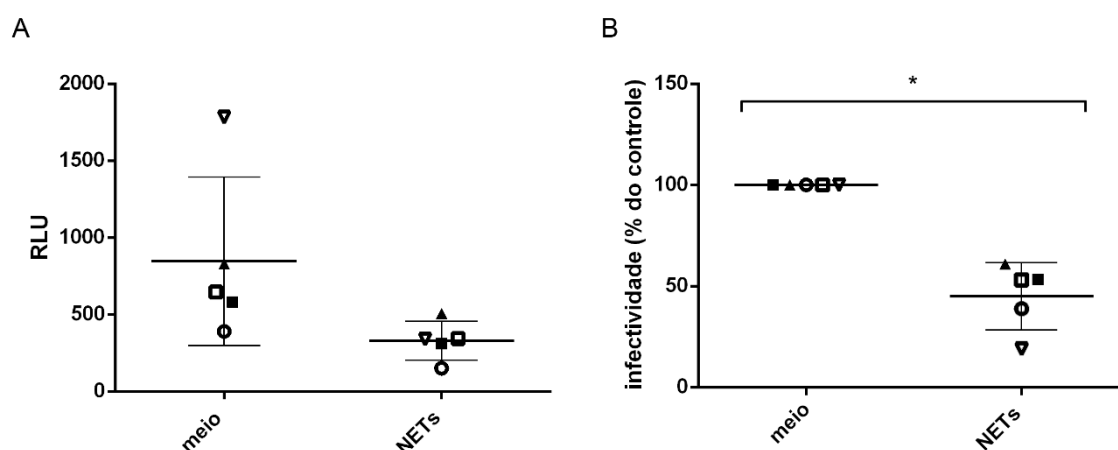 A
RLU
2000
1500
1000
500
0
meio
NETs
B
infectividade (% do controle)
150
100
50
0
*
meio
NETs